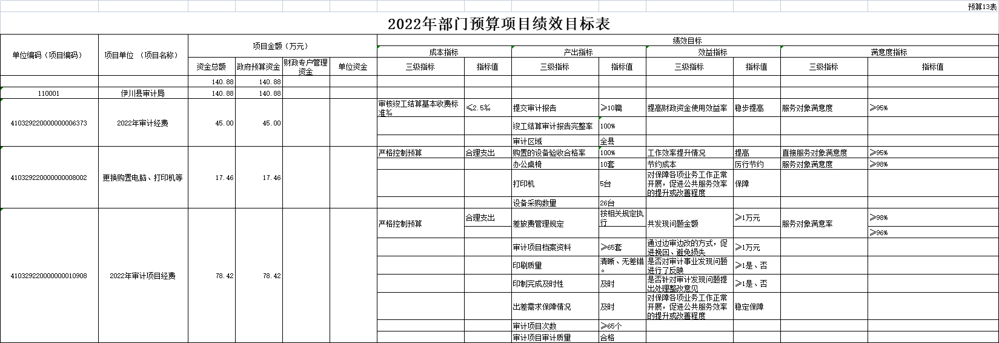 预算13表
2022年部门预算项目绩效目标表
单位编码（项目编码） 项目单位 （项目名称） 项目金额（万元） 绩效目标
成本指标 产出指标 效益指标 满意度指标
资金总额 政府预算资金 财政专户管理资金 单位资金 三级指标 指标值 三级指标 指标值 三级指标 指标值 三级指标 指标值
140.88 140.88
110001 伊川县审计局 140.88 140.88
410329220000000006373 2022年审计经费 45.00 45.00 审核竣工结算基本收费标准‰ ≤2.5‰ 提交审计报告 ≥10篇 提高财政资金使用效益率 稳步提高 服务对象满意度 ≥95%
竣工结算审计报告完整率 100%
审计区域 全县
410329220000000008002 更换购置电脑、打印机等 17.46 17.46 严格控制预算 合理支出 购置的设备验收合格率 100% 工作效率提升情况 提高 直接服务对象满意度 ≥95%
办公桌椅 10套 节约成本 厉行节约 服务对象满意度 ≥98%
打印机 5台 对保障各项业务工作正常开展，促进公共服务效率的提升或改善程度 保障
设备采购数量 26台
410329220000000010908 2022年审计项目经费 78.42 78.42 严格控制预算 合理支出 差旅费管理规定 按相关规定执行 共发现问题金额 ≥1万元 服务对象满意率 ≥98%
≥96%
审计项目档案资料 ≥65套 通过边审边改的方式，促进挽回、避免损失 ≥1万元
印刷质量 清晰、无差错。 是否对审计事业发现问题进行了反映 ≥1是、否
印制完成及时性 及时 是否针对审计发现问题提出处理整改意见 ≥1是、否
出差需求保障情况 及时 对保障各项业务工作正常开展，促进公共服务效率的提升或改善程度 稳定保障
审计项目次数 ≥65个
审计项目审计质量 合格